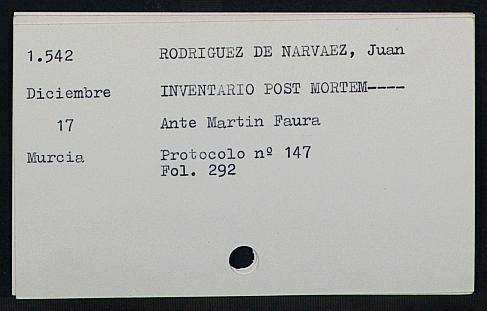 1.542 RODRIGUEZ DE NARVAEZ, Juan
Diciembre INVENTARIO POST MORTEM----
17 Ante Martin Faura
Murcia Protocolo nº 147
Fol. 292